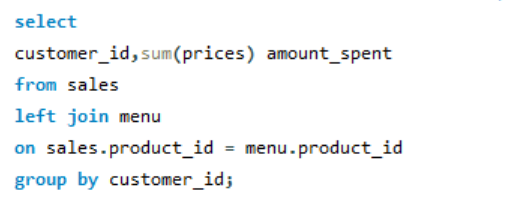 select
customer_id,sum(prices) amount_spent
from sales
left join menu
on sales.product_id = menu.product_id
group by customer_id;